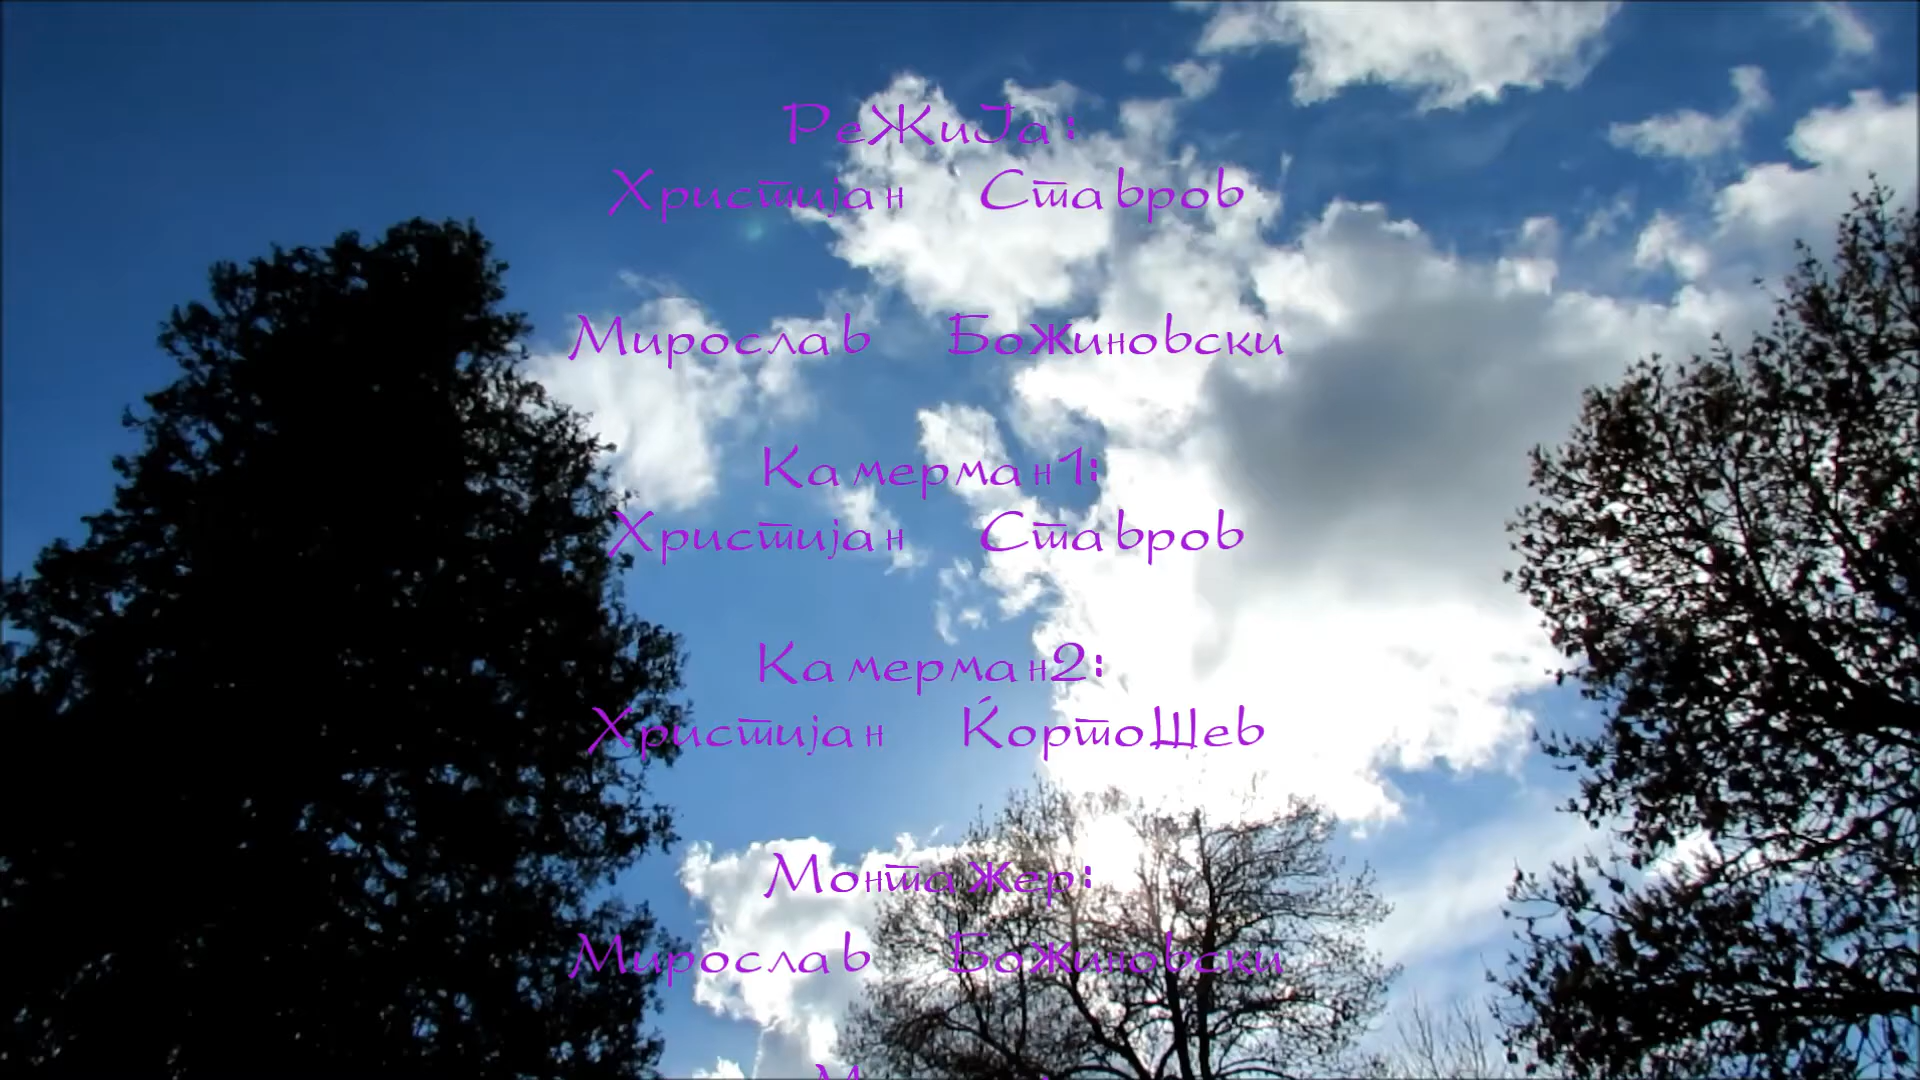 РеЖиЈа:
Христијан Ставров
Мирослав Божиновски
Камерман1:
Христијан Ставров
Камерман2:
Христијан ЌортоШев
Монтажер:
Мирослав Божиновски